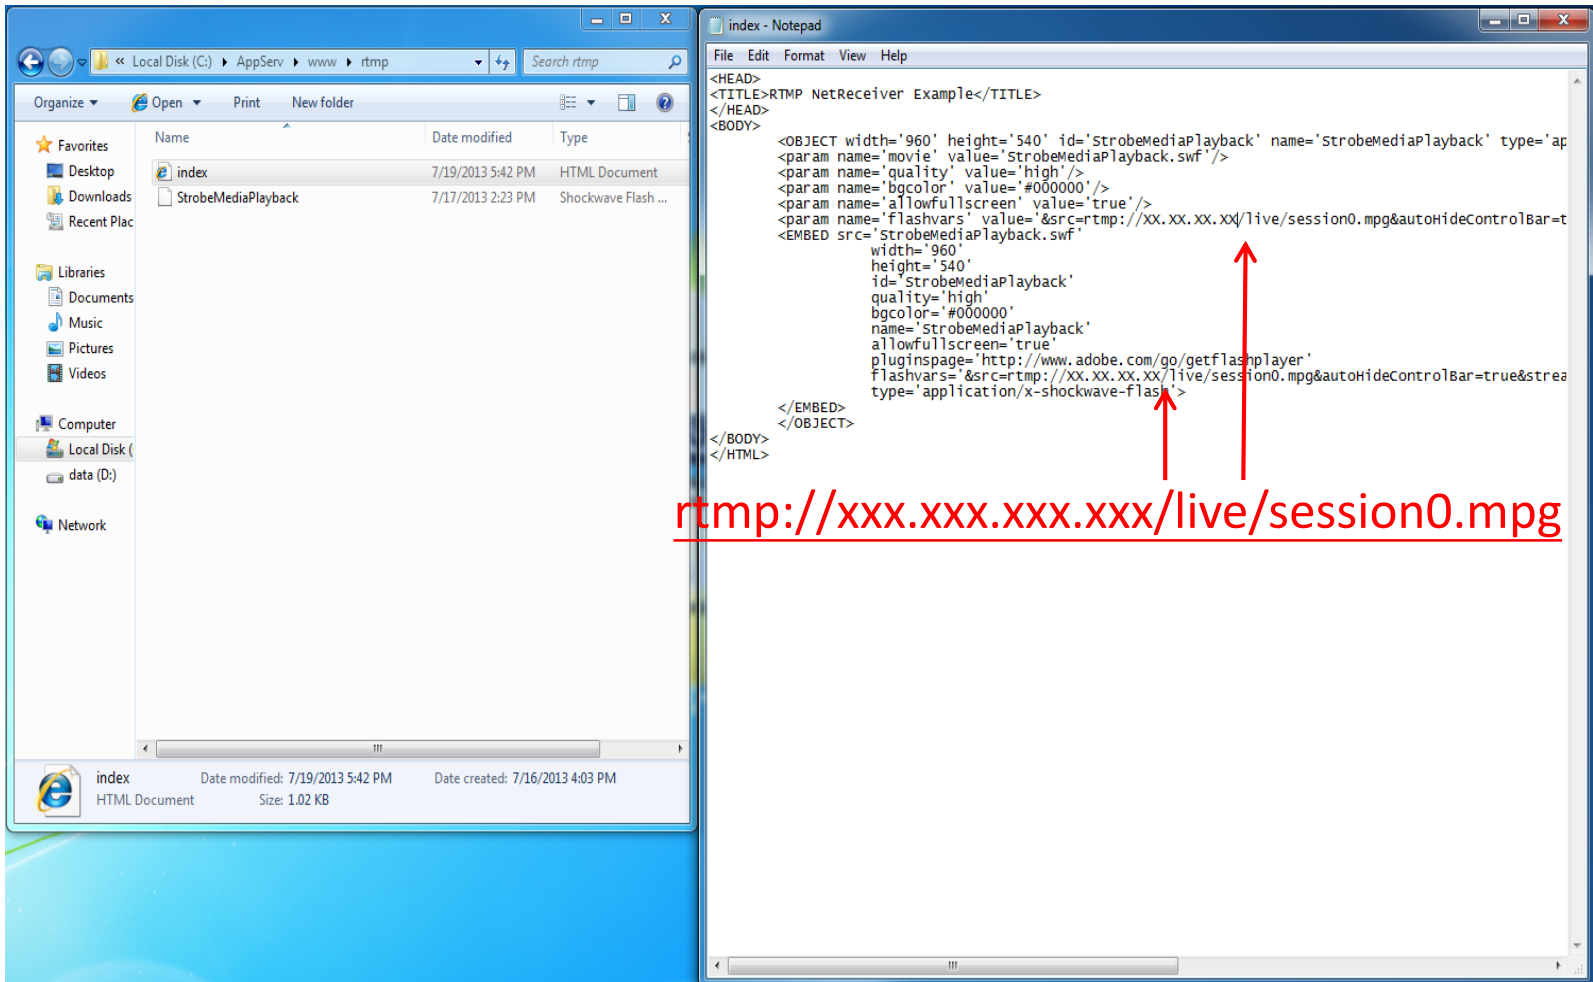 « Local Disk (C:) ▸ AppServ ▸ www ▸ rtmp
Search rtmp
Organize ▾ Open ▾ Print New folder
Favorites
Desktop
Downloads
Recent Plac
Libraries
Documents
Music
Pictures
Videos
Computer
Local Disk (
data (D:)
Network
Name Date modified Type
index 7/19/2013 5:42 PM HTML Document
StrobeMediaPlayback 7/17/2013 2:23 PM Shockwave Flash ...
index Date modified: 7/19/2013 5:42 PM Date created: 7/16/2013 4:03 PM
HTML Document Size: 1.02 KB
index - Notepad
File Edit Format View Help
<HEAD>
<TITLE>RTMP NetReceiver Example</TITLE>
</HEAD>
<BODY>
<OBJECT width='960' height='540' id='StrobeMediaPlayback' name='StrobeMediaPlayback' type='ap
<param name='movie' value='StrobeMediaPlayback.swf'/>
<param name='quality' value='high'/>
<param name='bgcolor' value='#000000'/>
<param name='allowfullscreen' value='true'/>
<param name='flashvars' value='&src=rtmp://XX.XX.XX.XX/live/session0.mpg&autoHideControlBar=t
<EMBED src='StrobeMediaPlayback.swf'
width='960'
height='540'
id='StrobeMediaPlayback'
quality='high'
bgcolor='#000000'
name='StrobeMediaPlayback'
allowfullscreen='true'
pluginspage='http://www.adobe.com/go/getflashplayer'
flashvars='&src=rtmp://XX.XX.XX.XX/live/session0.mpg&autoHideControlBar=true&strea
type='application/x-shockwave-flash'>
</EMBED>
</OBJECT>
</BODY>
</HTML>
rtmp://xxx.xxx.xxx.xxx/live/session0.mpg